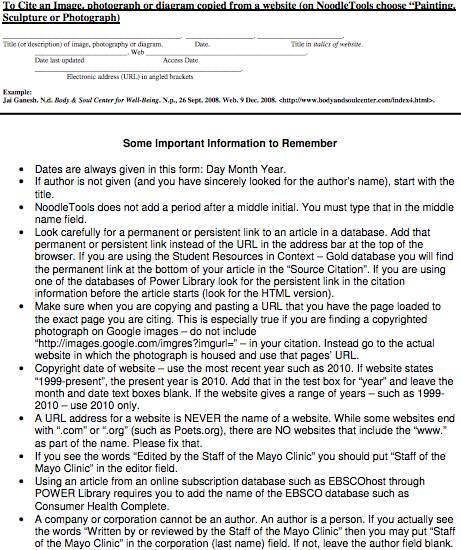 To Cite an Image, photograph or diagram copied from a website (on NoodleTools choose “Painting,
Sculpture or Photograph)
Title (or description) of image, photography or diagram. Date. Title in italics of website.
Web
Date last updated Access Date
Electronic address (URL) in angled brackets
Example:
Jai Ganesh. N.d. Body & Soul Center for Well-Being. N.p., 26 Sept. 2008. Web. 9 Dec. 2008. <http://www.bodyandsoulcenter.com/index4.html>.
Some Important Information to Remember
• Dates are always given in this form: Day Month Year.
• If author is not given (and you have sincerely looked for the author’s name), start with the
title.
• NoodleTools does not add a period after a middle initial. You must type that in the middle
name field.
• Look carefully for a permanent or persistent link to an article in a database. Add that
permanent or persistent link instead of the URL in the address bar at the top of the
browser. If you are using the Student Resources in Context – Gold database you will find
the permanent link at the bottom of your article in the “Source Citation”. If you are using
one of the databases of Power Library look for the persistent link in the citation
information before the article starts (look for the HTML version).
• Make sure when you are copying and pasting a URL that you have the page loaded to
the exact page you are citing. This is especially true if you are finding a copyrighted
photograph on Google images – do not include
“http://images.google.com/imgres?imgurl=” – in your citation. Instead go to the actual
website in which the photograph is housed and use that pages’ URL.
• Copyright date of website – use the most recent year such as 2010. If website states
“1999-present”, the present year is 2010. Add that in the test box for “year” and leave the
month and date text boxes blank. If the website gives a range of years – such as 1999-
2010 – use 2010 only.
• A URL address for a website is NEVER the name of a website. While some websites end
with “.com” or “.org” (such as Poets.org), there are NO websites that include the “www.”
as part of the name. Please fix that.
• If you see the words “Edited by the Staff of the Mayo Clinic” you should put “Staff of the
Mayo Clinic” in the editor field.
• Using an article from an online subscription database such as EBSCOhost through
POWER Library requires you to add the name of the EBSCO database such as
Consumer Health Complete.
• A company or corporation cannot be an author. An author is a person. If you actually see
the words “Written by or reviewed by the Staff of the Mayo Clinic” then you may put “Staff
of the Mayo Clinic” in the corporation (last name) field. If not, leave the author field blank.